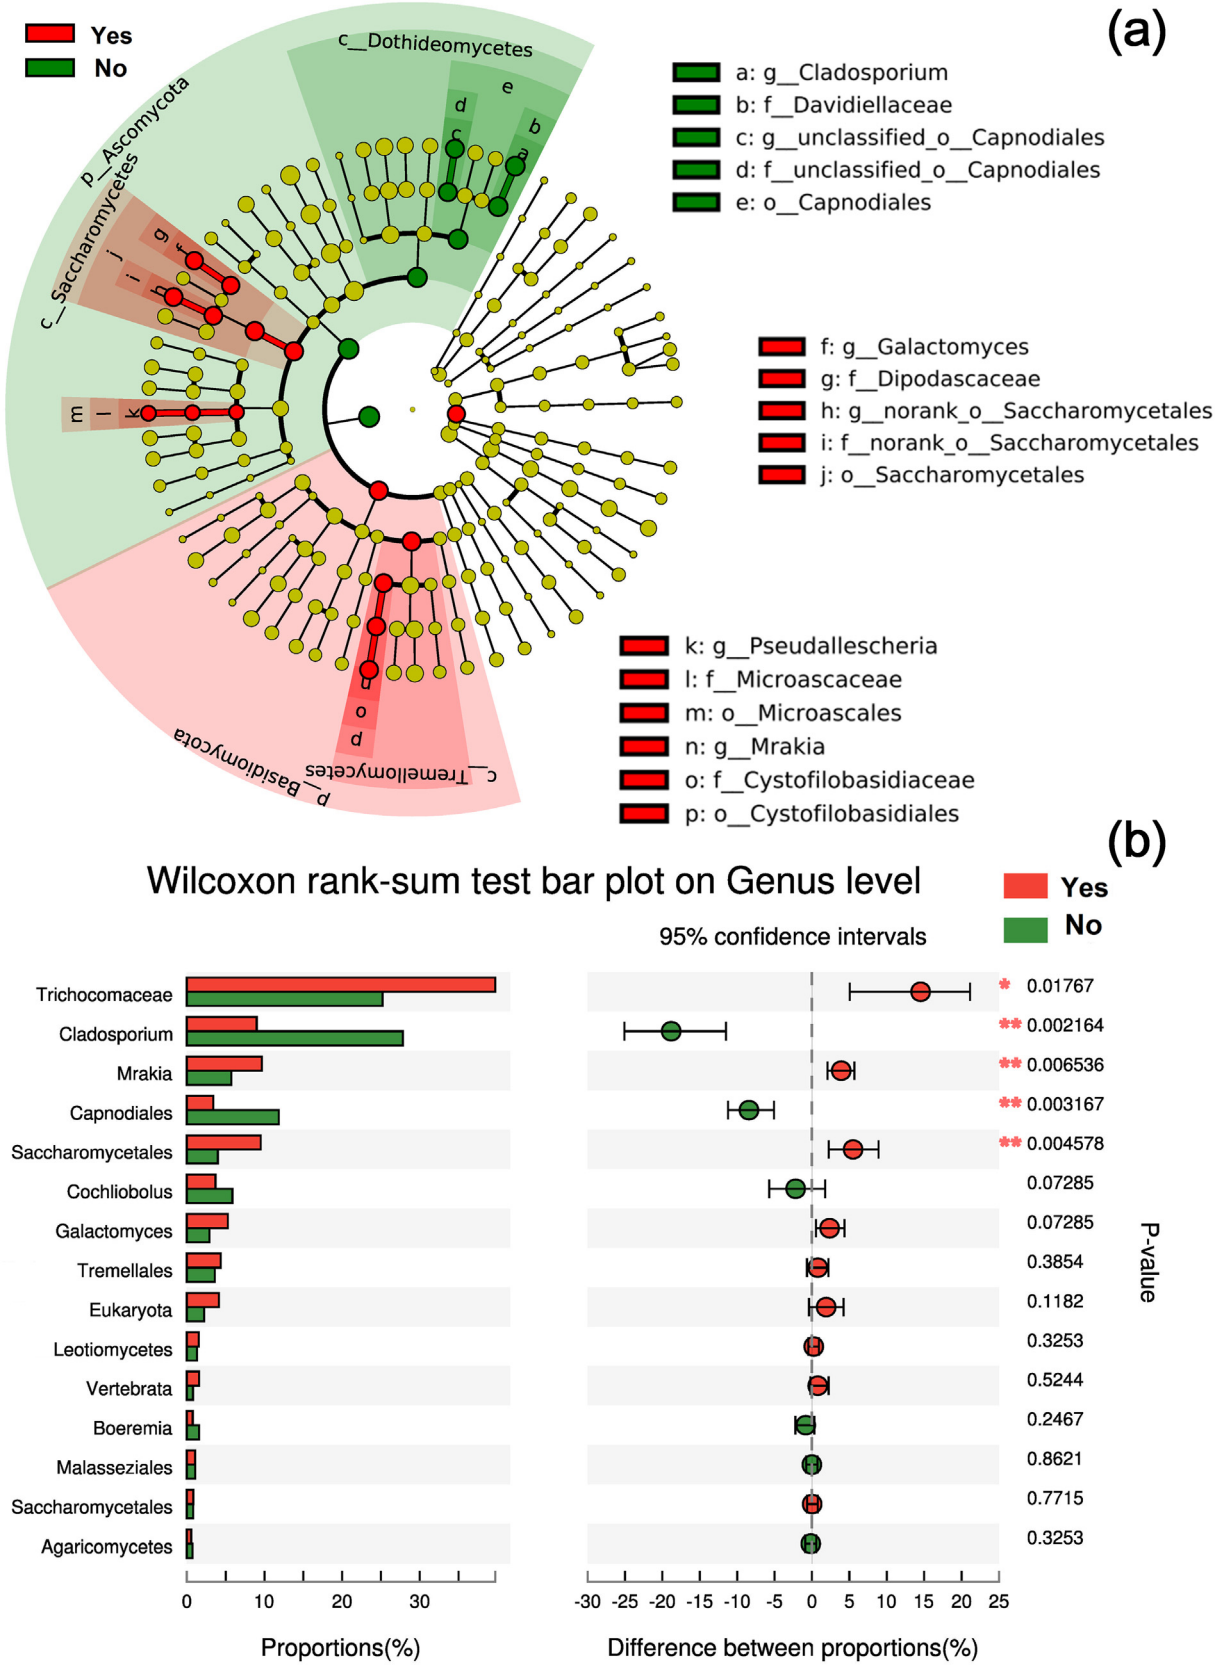 (a)
Yes
No
c__Dothideomycetes
p__Ascomycota
c__Saccharomycetes
e
d
b
c
a
g
f
j
i
h
m
l
k
n
o
p
c__Tremellomycetes
p__Basidiomycota
a: g__Cladosporium
b: f__Davidiellaceae
c: g__unclassified_o__Capnodiales
d: f__unclassified_o__Capnodiales
e: o__Capnodiales
f: g__Galactomyces
g: f__Dipodascaceae
h: g__norank_o__Saccharomycetales
i: f__norank_o__Saccharomycetales
j: o__Saccharomycetales
k: g__Pseudallescheria
l: f__Microascaceae
m: o__Microascales
n: g__Mrakia
o: f__Cystofilobasidiaceae
p: o__Cystofilobasidiales
(b)
Wilcoxon rank-sum test bar plot on Genus level
Yes
No
95% confidence intervals
Trichocomaceae * 0.01767
Cladosporium ** 0.002164
Mrakia ** 0.006536
Capnodiales ** 0.003167
Saccharomycetales ** 0.004578
Cochliobolus 0.07285
Galactomyces 0.07285
Tremellales 0.3854
Eukaryota 0.1182
Leotiomycetes 0.3253
Vertebrata 0.5244
Boeremia 0.2467
Malasseziales 0.8621
Saccharomycetales 0.7715
Agaricomycetes 0.3253
P-value
0 10 20 30 -30 -25 -20 -15 -10 -5 0 5 10 15 20 25
Proportions(%) Difference between proportions(%)